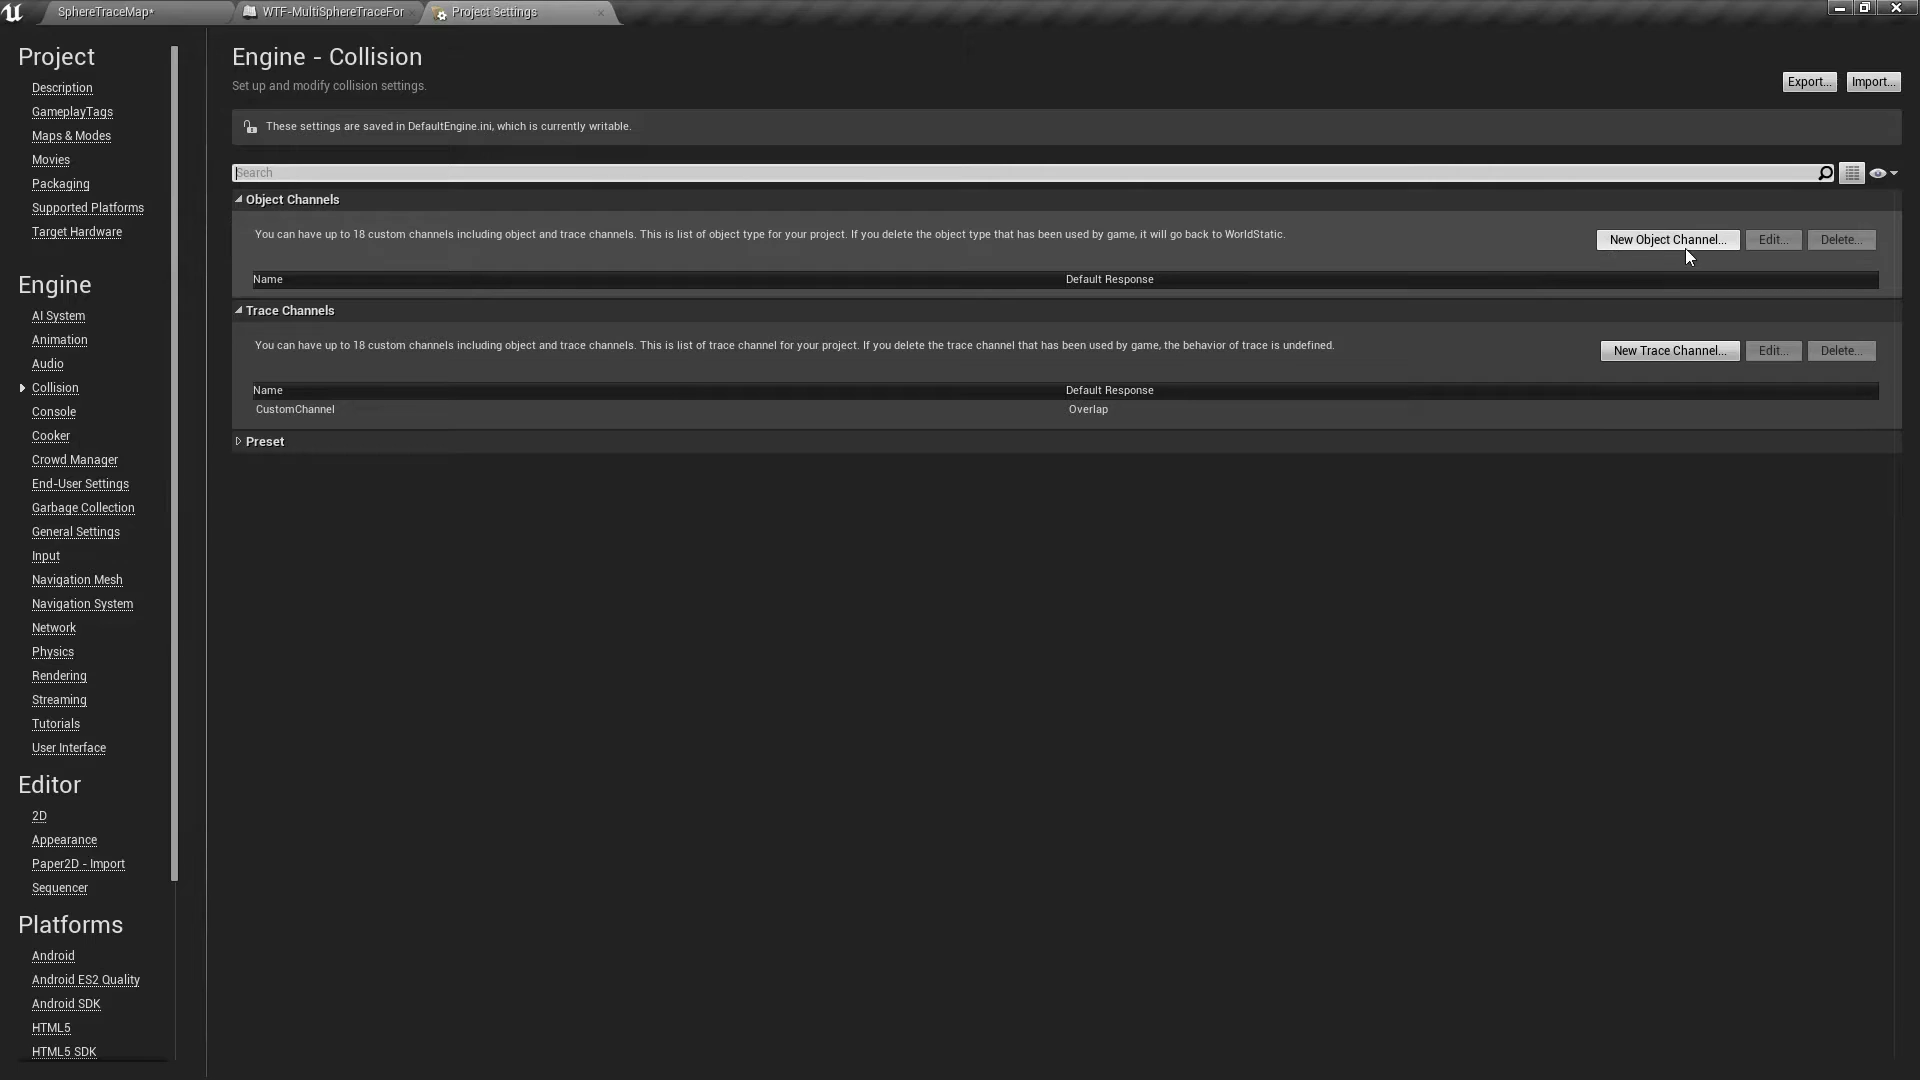 SphereTraceMap*
WTF-MultiSphereTraceFor
Project Settings
Project
Description
GameplayTags
Maps & Modes
Movies
Packaging
Supported Platforms
Target Hardware
Engine
AI System
Animation
Audio
Collision
Console
Cooker
Crowd Manager
End-User Settings
Garbage Collection
General Settings
Input
Navigation Mesh
Navigation System
Network
Physics
Rendering
Streaming
Tutorials
User Interface
Editor
2D
Appearance
Paper2D - Import
Sequencer
Platforms
Android
Android ES2 Quality
Android SDK
HTML5
HTML5 SDK
Engine - Collision
Set up and modify collision settings.
Export...
Import...
These settings are saved in DefaultEngine.ini, which is currently writable.
Search
Object Channels
You can have up to 18 custom channels including object and trace channels. This is list of object type for your project. If you delete the object type that has been used by game, it will go back to WorldStatic.
New Object Channel...
Edit...
Delete...
Name
Default Response
Trace Channels
You can have up to 18 custom channels including object and trace channels. This is list of trace channel for your project. If you delete the trace channel that has been used by game, the behavior of trace is undefined.
New Trace Channel...
Edit...
Delete...
Name
Default Response
CustomChannel
Overlap
Preset